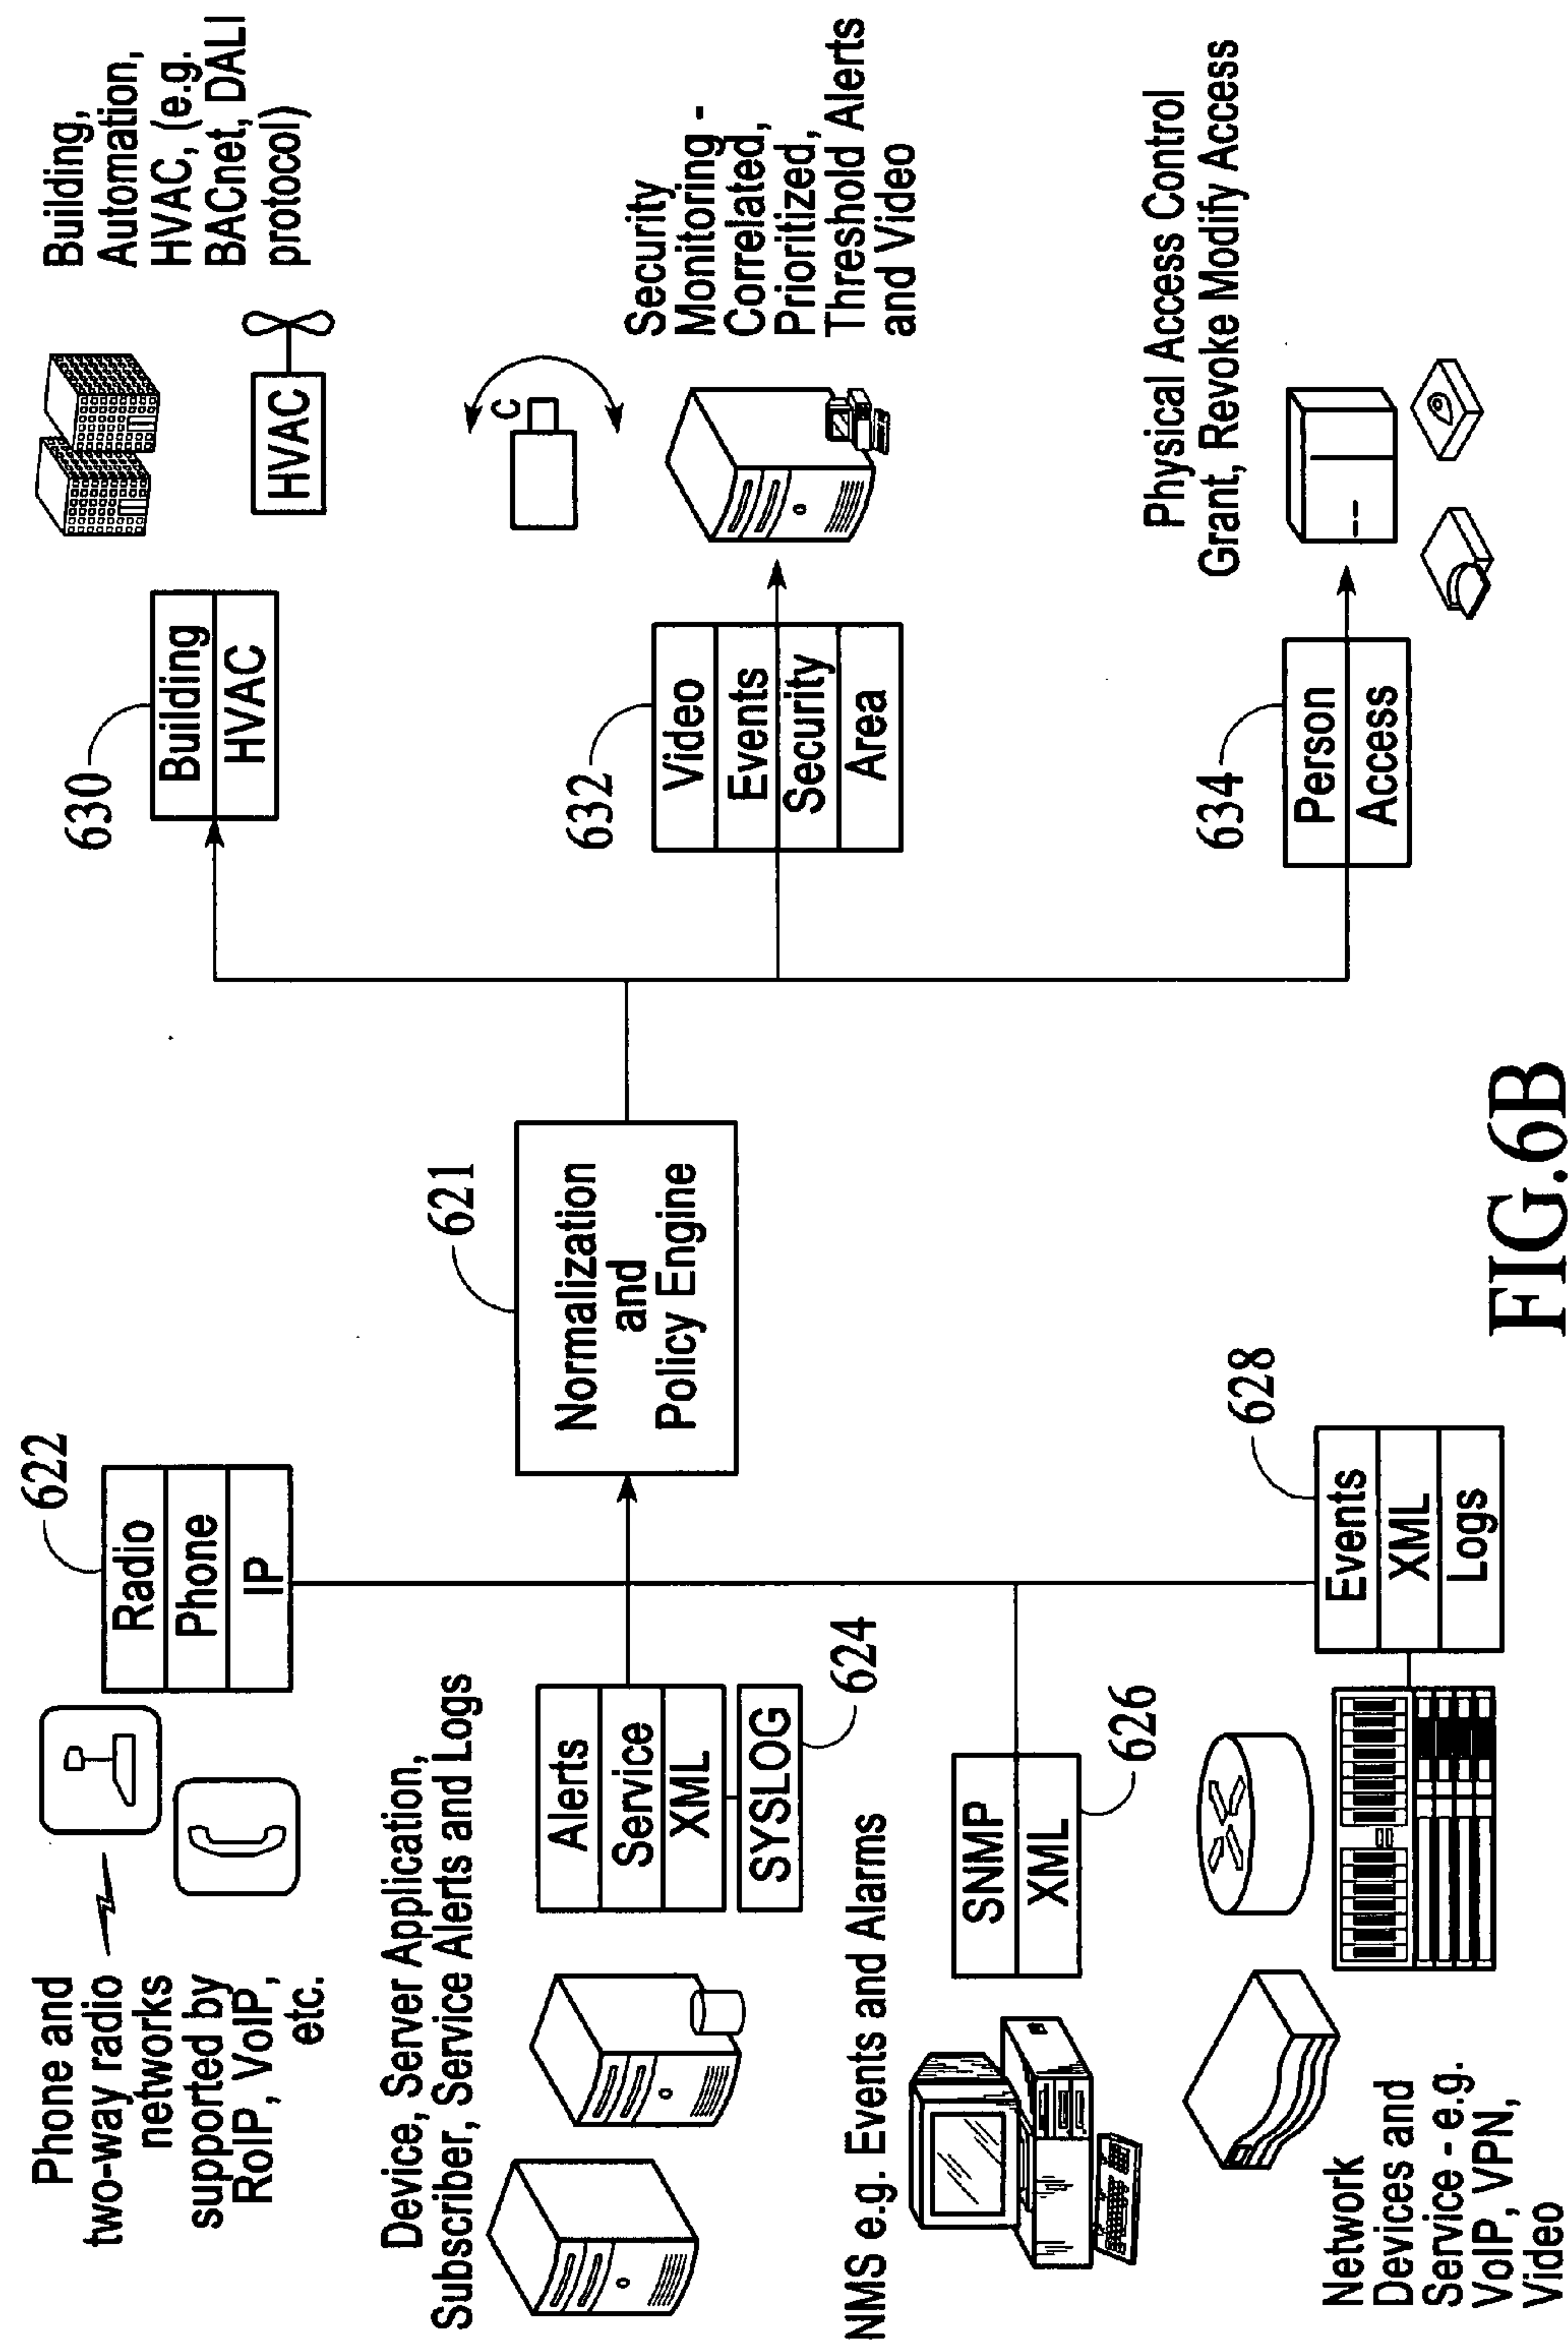 Phone and
two-way radio
networks
supported by
RoIP, VoIP,
etc.
622
Radio
Phone
IP
Device, Server Application,
Subscriber, Service Alerts and Logs
Alerts
Service
XML
SYSLOG
624
NMS e.g. Events and Alarms
SNMP
XML
626
Network
Devices and
Service - e.g.
VoIP, VPN,
Video
628
Events
XML
Logs
621
Normalization
and
Policy Engine
630
Building
HVAC
HVAC
Building,
Automation,
HVAC, (e.g.
BACnet, DALI
protocol)
632
Video
Events
Security
Area
C
Security
Monitoring -
Correlated,
Prioritized,
Threshold Alerts
and Video
634
Person
Access
Physical Access Control
Grant, Revoke Modify Access
FIG.6B